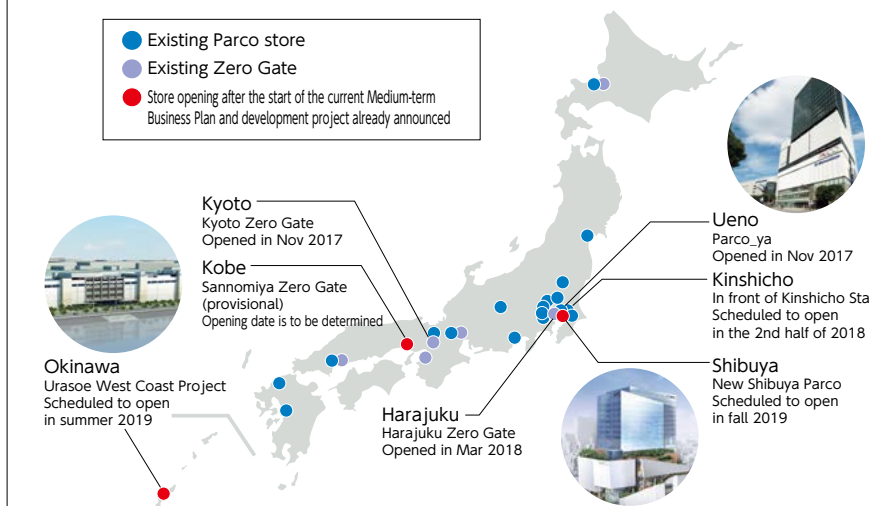 Existing Parco store
Existing Zero Gate
Store opening after the start of the current Medium-term
Business Plan and development project already announced
Kyoto
Kyoto Zero Gate
Opened in Nov 2017
Kobe
Sannomiya Zero Gate
(provisional)
Opening date is to be determined
Okinawa
Urasoe West Coast Project
Scheduled to open
in summer 2019
Harajuku
Harajuku Zero Gate
Opened in Mar 2018
Ueno
Parco_ya
Opened in Nov 2017
Kinshicho
In front of Kinshicho Sta
Scheduled to open
in the 2nd half of 2018
Shibuya
New Shibuya Parco
Scheduled to open
in fall 2019